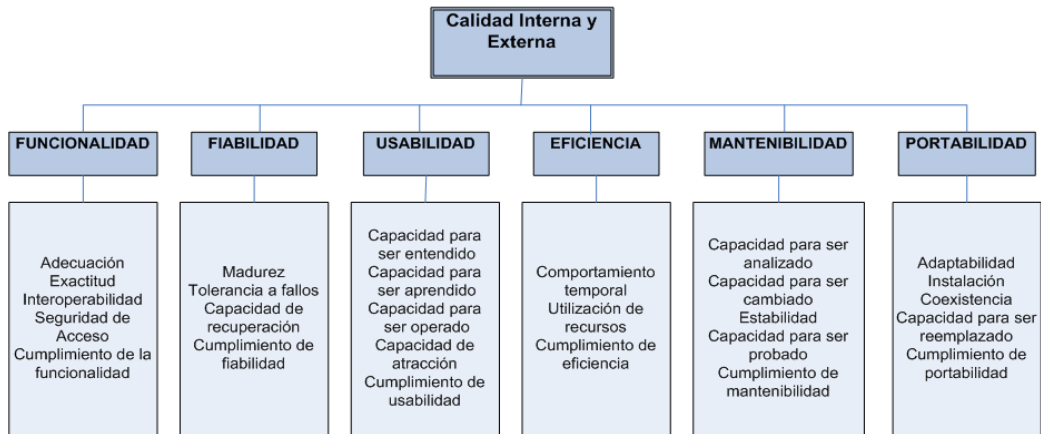 Calidad Interna y
Externa
FUNCIONALIDAD
FIABILIDAD
USABILIDAD
EFICIENCIA
MANTENIBILIDAD
PORTABILIDAD
Adecuación
Exactitud
Interoperabilidad
Seguridad de
Acceso
Cumplimiento de la
funcionalidad
Madurez
Tolerancia a fallos
Capacidad de
recuperación
Cumplimiento de
fiabilidad
Capacidad para
ser entendido
Capacidad para
ser aprendido
Capacidad para
ser operado
Capacidad de
atracción
Cumplimiento de
usabilidad
Comportamiento
temporal
Utilización de
recursos
Cumplimiento de
eficiencia
Capacidad para ser
analizado
Capacidad para ser
cambiado
Estabilidad
Capacidad para ser
probado
Cumplimiento de
mantenibilidad
Adaptabilidad
Instalación
Coexistencia
Capacidad para ser
reemplazado
Cumplimiento de
portabilidad